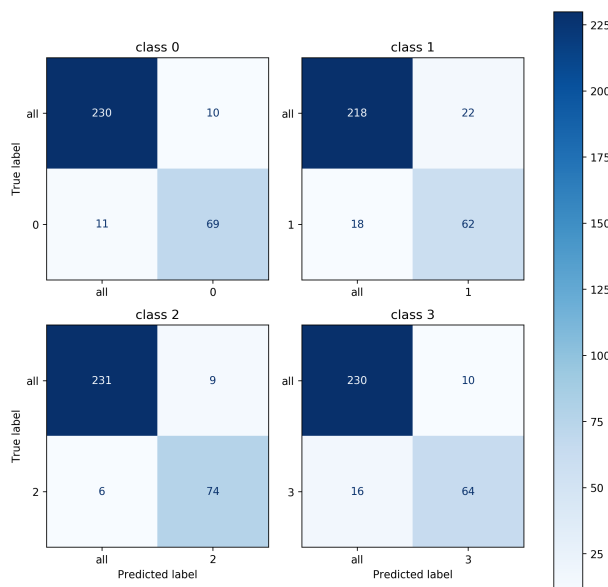 class 0
class 1
True label
all
230
10
0
11
69
all
0
all
218
22
1
18
62
all
1
class 2
class 3
True label
all
231
9
2
6
74
all
2
Predicted label
all
230
10
3
16
64
all
3
Predicted label
225
200
175
150
125
100
75
50
25